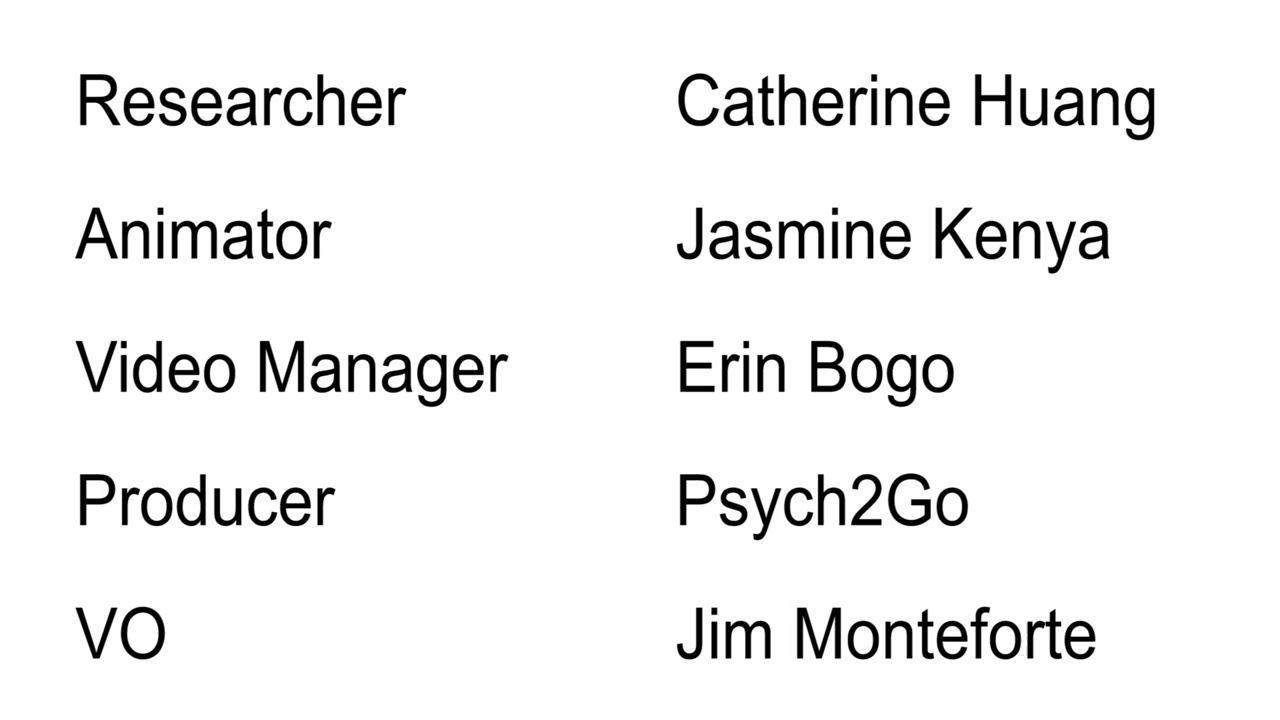 Researcher Catherine Huang
Animator Jasmine Kenya
Video Manager Erin Bogo
Producer Psych2Go
VO Jim Monteforte